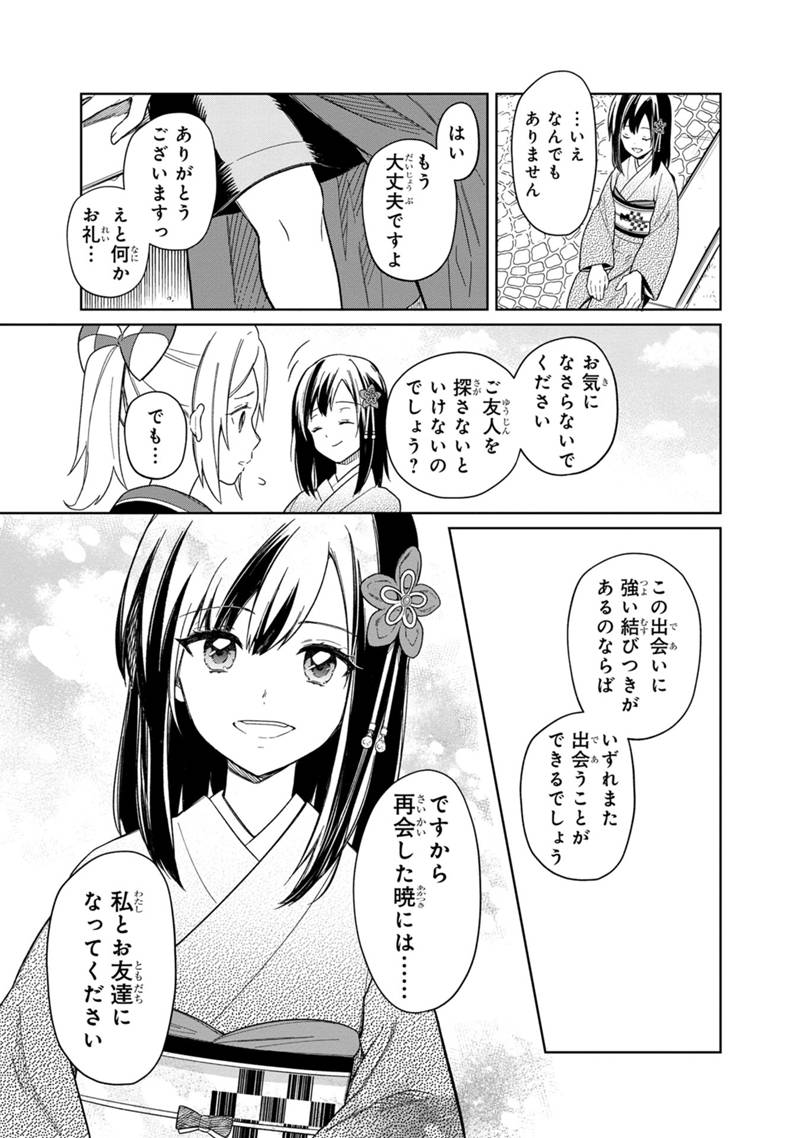 …いえ
なんでも
ありません
はい
もう
大丈夫ですよ
ありがとう
ございますっ
えと何か
お礼…
お気に
なさらないで
ください
ご友人を
探さないと
いけないの
でしょう?
でも…
この出会いに
強い結びつきが
あるのならば
いずれまた
出会うことが
できるでしょう
ですから
再会した暁には……
私とお友達に
なってください